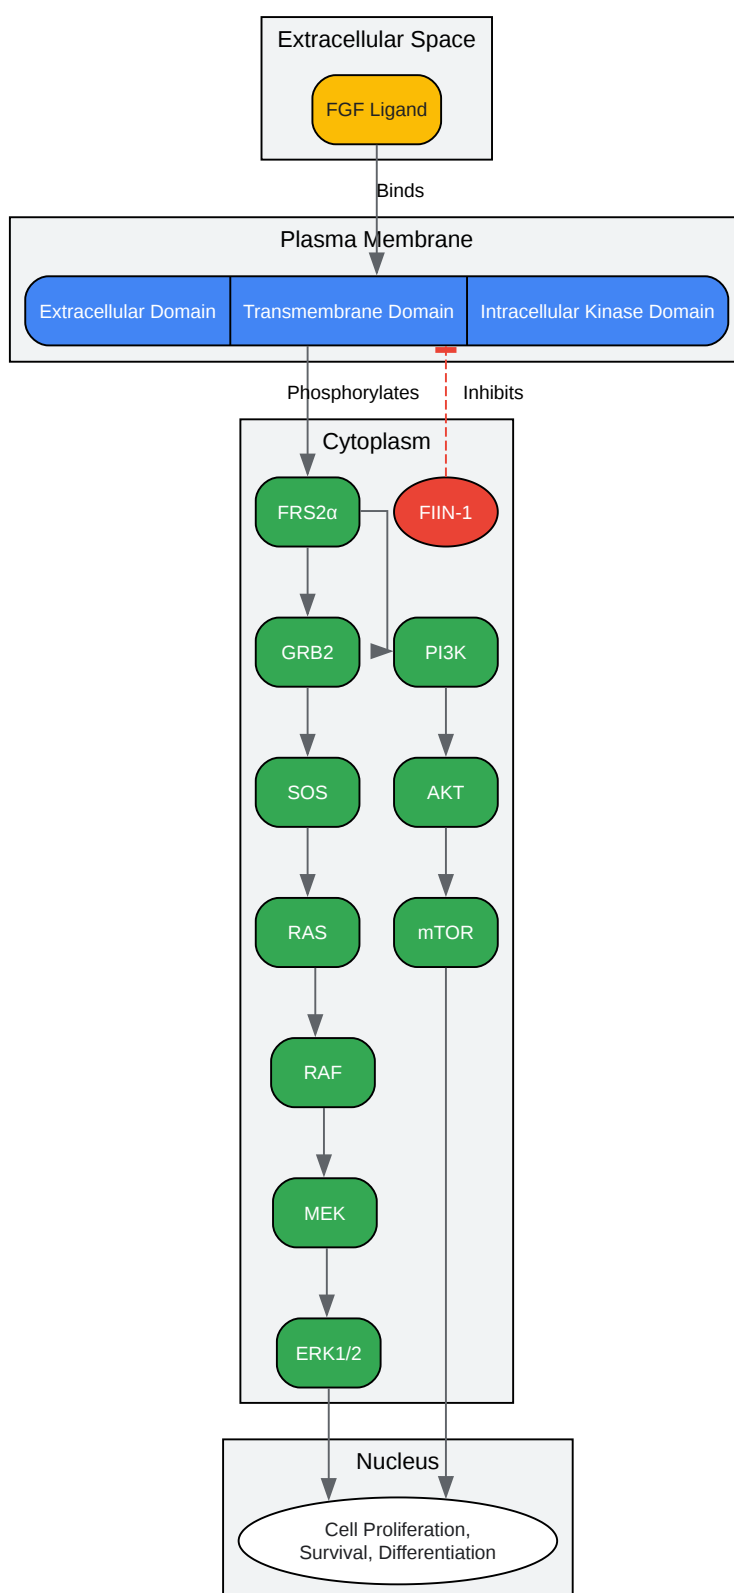 Extracellular Space
FGF Ligand
Binds
Plasma Membrane
Extracellular Domain
Transmembrane Domain
Intracellular Kinase Domain
Phosphorylates
Inhibits
Cytoplasm
FRS2α
FIIN-1
GRB2
PI3K
SOS
AKT
RAS
mTOR
RAF
MEK
ERK1/2
Nucleus
Cell Proliferation,
Survival, Differentiation